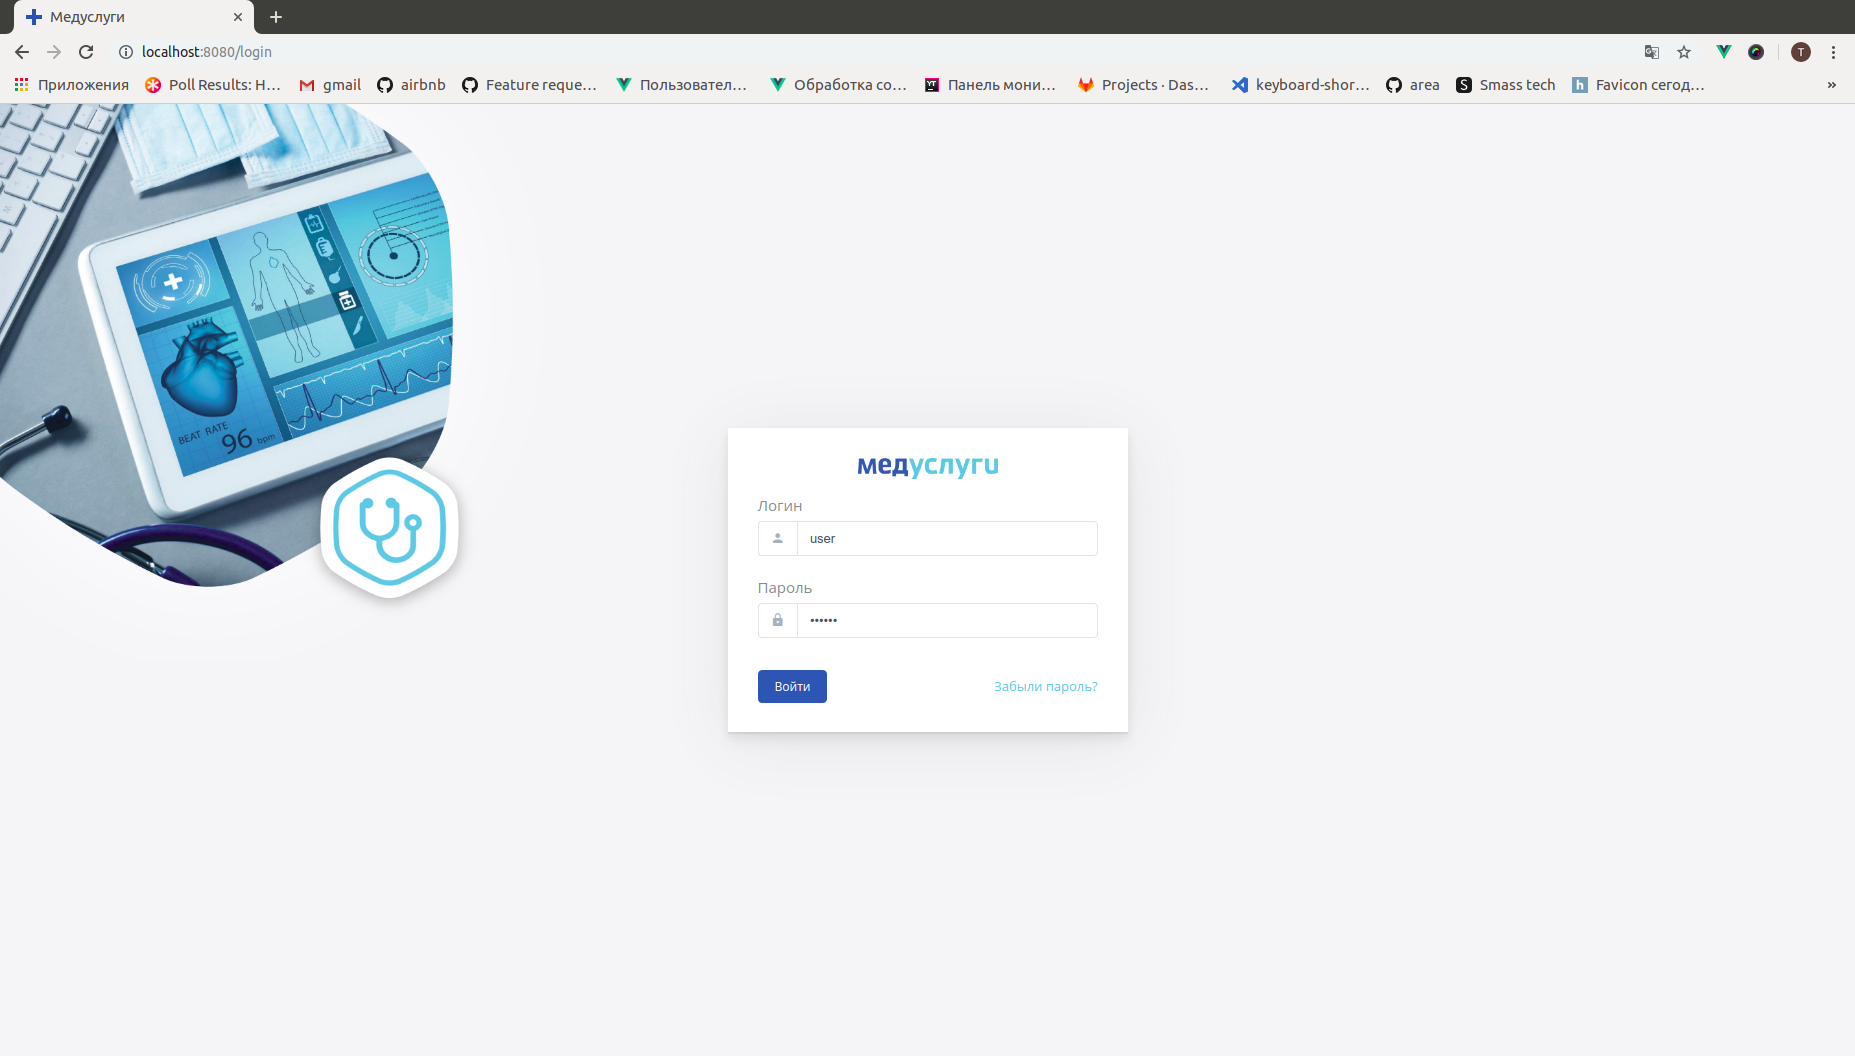 Медуслуги
localhost:8080/login
T
Приложения
Poll Results: H...
gmail
airbnb
Feature reque...
Пользовател...
Обработка со...
Панель мони...
Projects · Das...
keyboard-shor...
area
Smass tech
Favicon сегод...
»
BEAT RATE
96 bpm
медуслуги
Логин
user
Пароль
••••••
Войти
Забыли пароль?